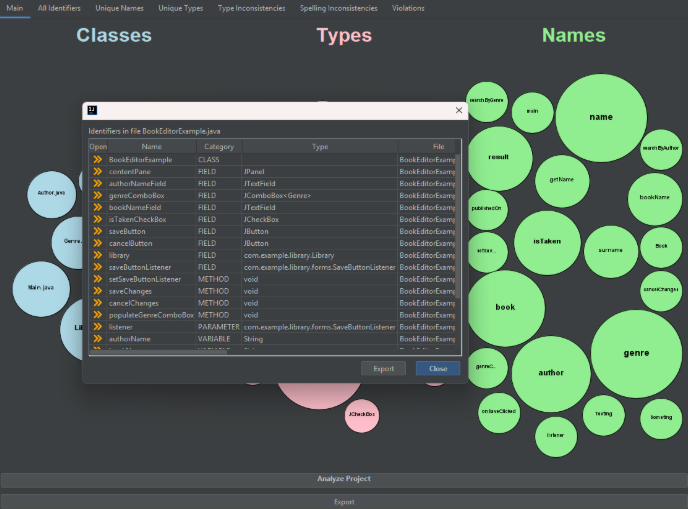 Main All Identifiers Unique Names Unique Types Type Inconsistencies Spelling Inconsistencies Violations
Classes Types Names
Identifiers in file BookEditorExample.java
Open Name Category Type File
BookEditorExample CLASS BookEditorExamp
contentPane FIELD JPanel BookEditorExamp
authorNameField FIELD JTextField BookEditorExamp
genreComboBox FIELD JComboBox<Genre> BookEditorExamp
bookNameField FIELD JTextField BookEditorExamp
isTakenCheckBox FIELD JCheckBox BookEditorExamp
saveButton FIELD JButton BookEditorExamp
cancelButton FIELD JButton BookEditorExamp
library FIELD com.example.library.Library BookEditorExamp
saveButtonListener FIELD com.example.library.forms.SaveButtonListener BookEditorExamp
setSaveButtonListener METHOD void BookEditorExamp
saveChanges METHOD void BookEditorExamp
cancelChanges METHOD void BookEditorExamp
populateGenreComboBox METHOD void BookEditorExamp
listener PARAMETER com.example.library.forms.SaveButtonListener BookEditorExamp
authorName VARIABLE String BookEditorExamp
Export Close
Author.java
Genre.
Main.java
Li
JCheckBox
searchByGenre
main
name
result
searchByAuthor
getName
bookName
publishedOn
isTaken
surname
Book
cancelChanges
book
genre
genreC...
author
onSaveClicked
Testing
Something
listener
Analyze Project
Export